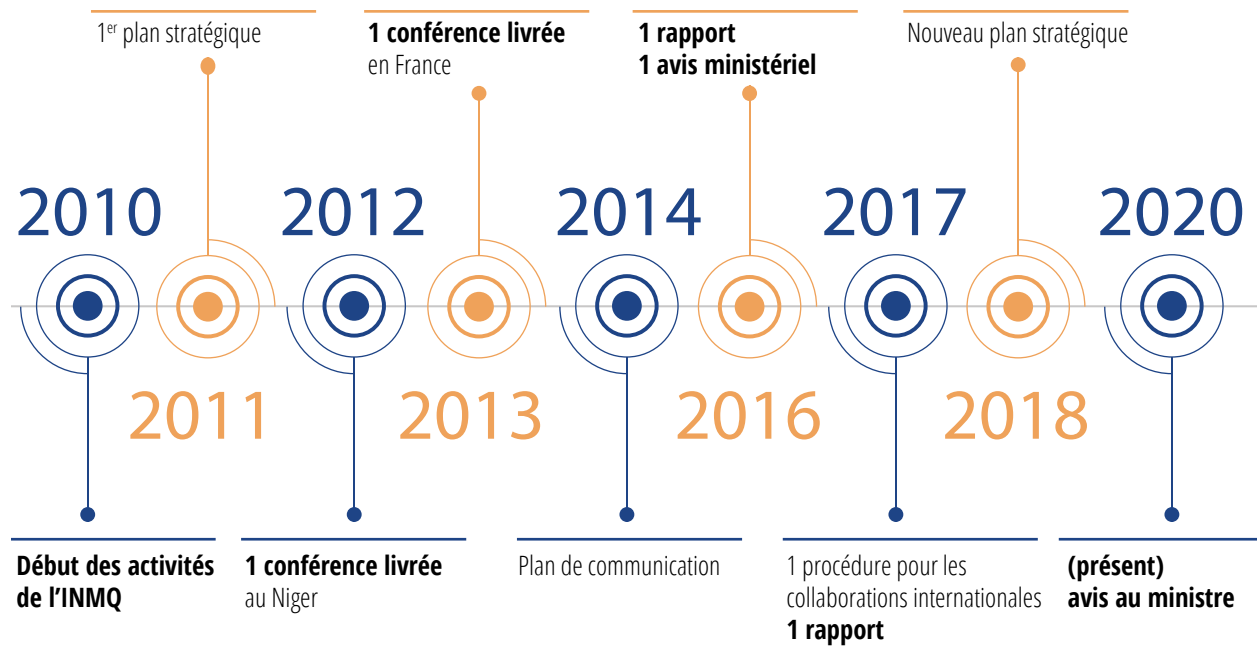 1er plan stratégique
1 conférence livrée
en France
1 rapport
1 avis ministériel
Nouveau plan stratégique
2010
2012
2014
2017
2020
2011
2013
2016
2018
Début des activités
de l’INMQ
1 conférence livrée
au Niger
Plan de communication
1 procédure pour les
collaborations internationales
1 rapport
(présent)
avis au ministre